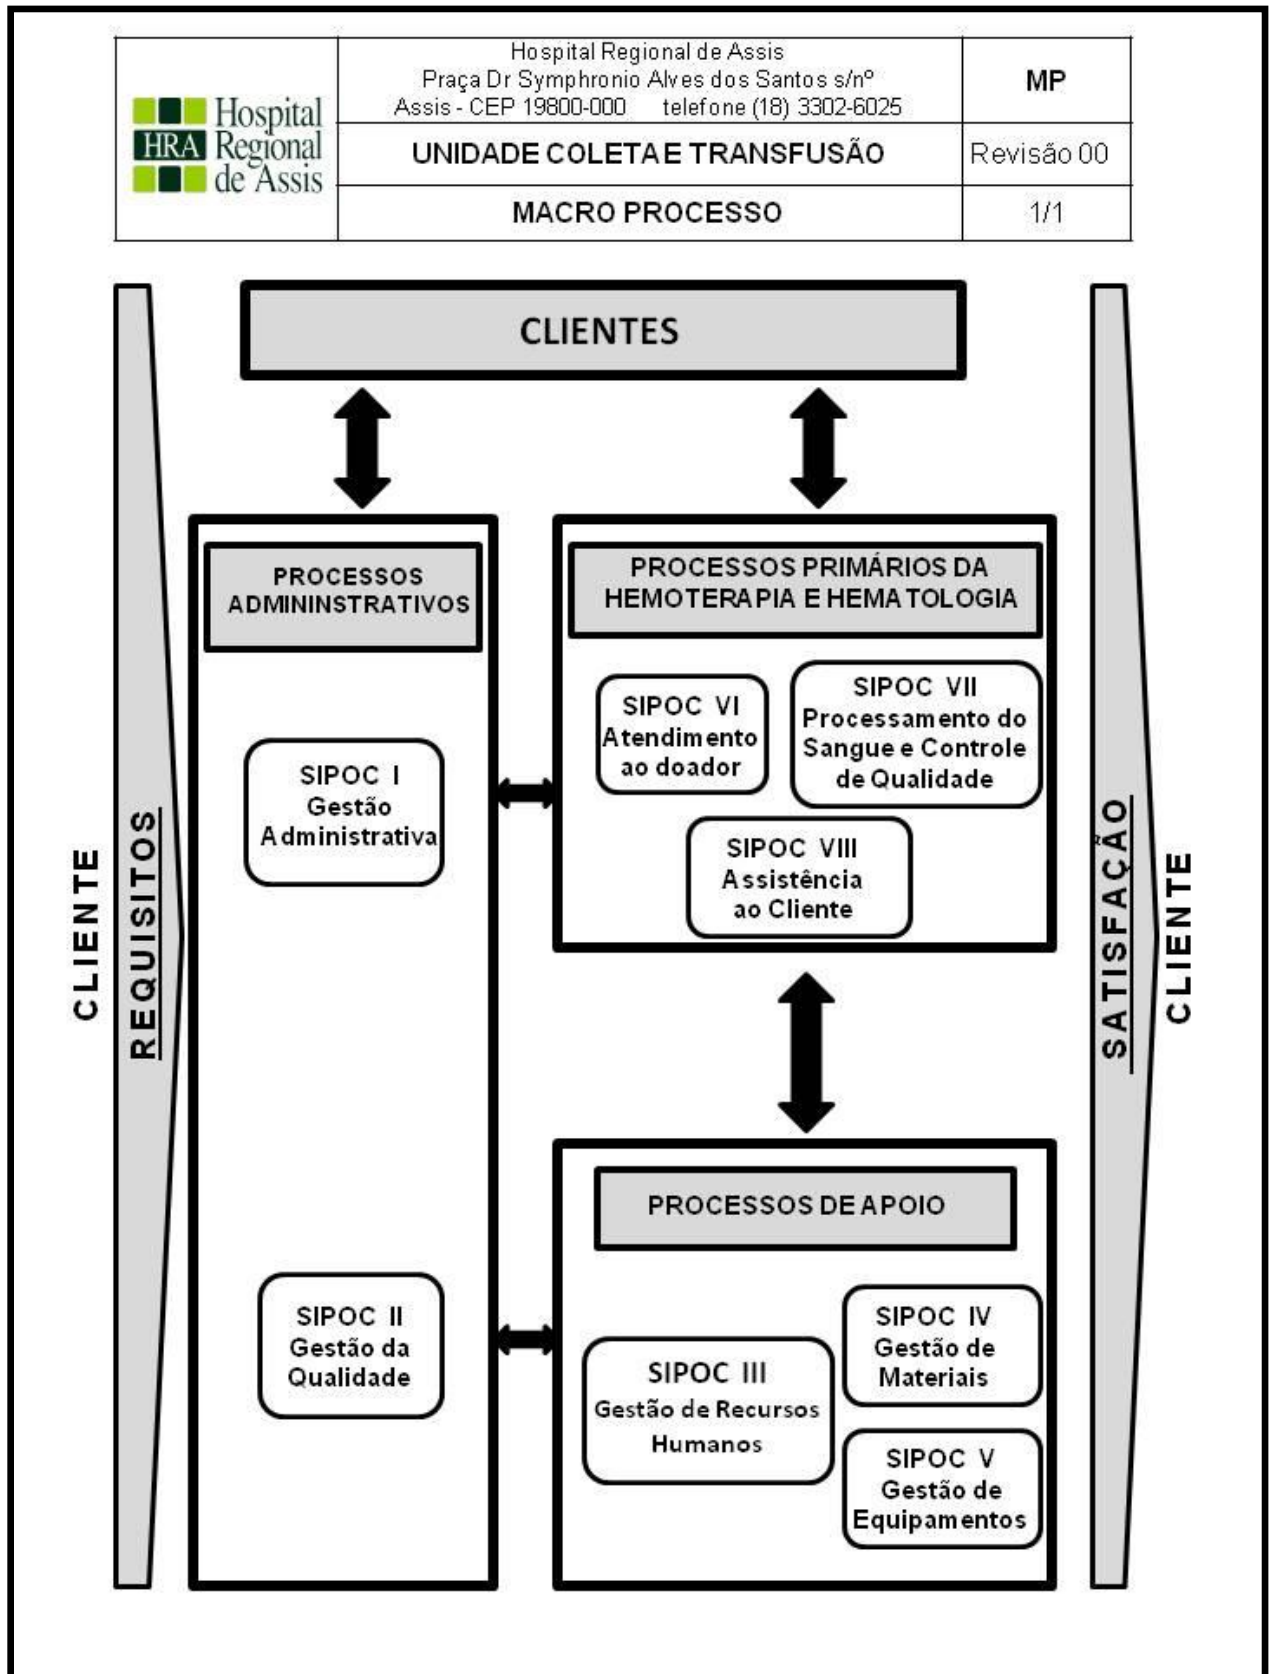 Hospital
HRA Regional
de Assis
Hospital Regional de Assis
Praça Dr Symphronio Alves dos Santos s/nº
Assis - CEP 19800-000 telefone (18) 3302-6025
MP
UNIDADE COLETA E TRANSFUSÃO
Revisão 00
MACRO PROCESSO
1/1
CLIENTES
CLIENTE
REQUISITOS
PROCESSOS
ADMININSTRATIVOS
SIPOC I
Gestão
Administrativa
SIPOC II
Gestão da
Qualidade
PROCESSOS PRIMÁRIOS DA
HEMOTERAPIA E HEMATOLOGIA
SIPOC VI
Atendimento
ao doador
SIPOC VII
Processamento do
Sangue e Controle
de Qualidade
SIPOC VIII
Assistência
ao Cliente
PROCESSOS DE APOIO
SIPOC III
Gestão de Recursos
Humanos
SIPOC IV
Gestão de
Materiais
SIPOC V
Gestão de
Equipamentos
SATISFAÇÃO
CLIENTE